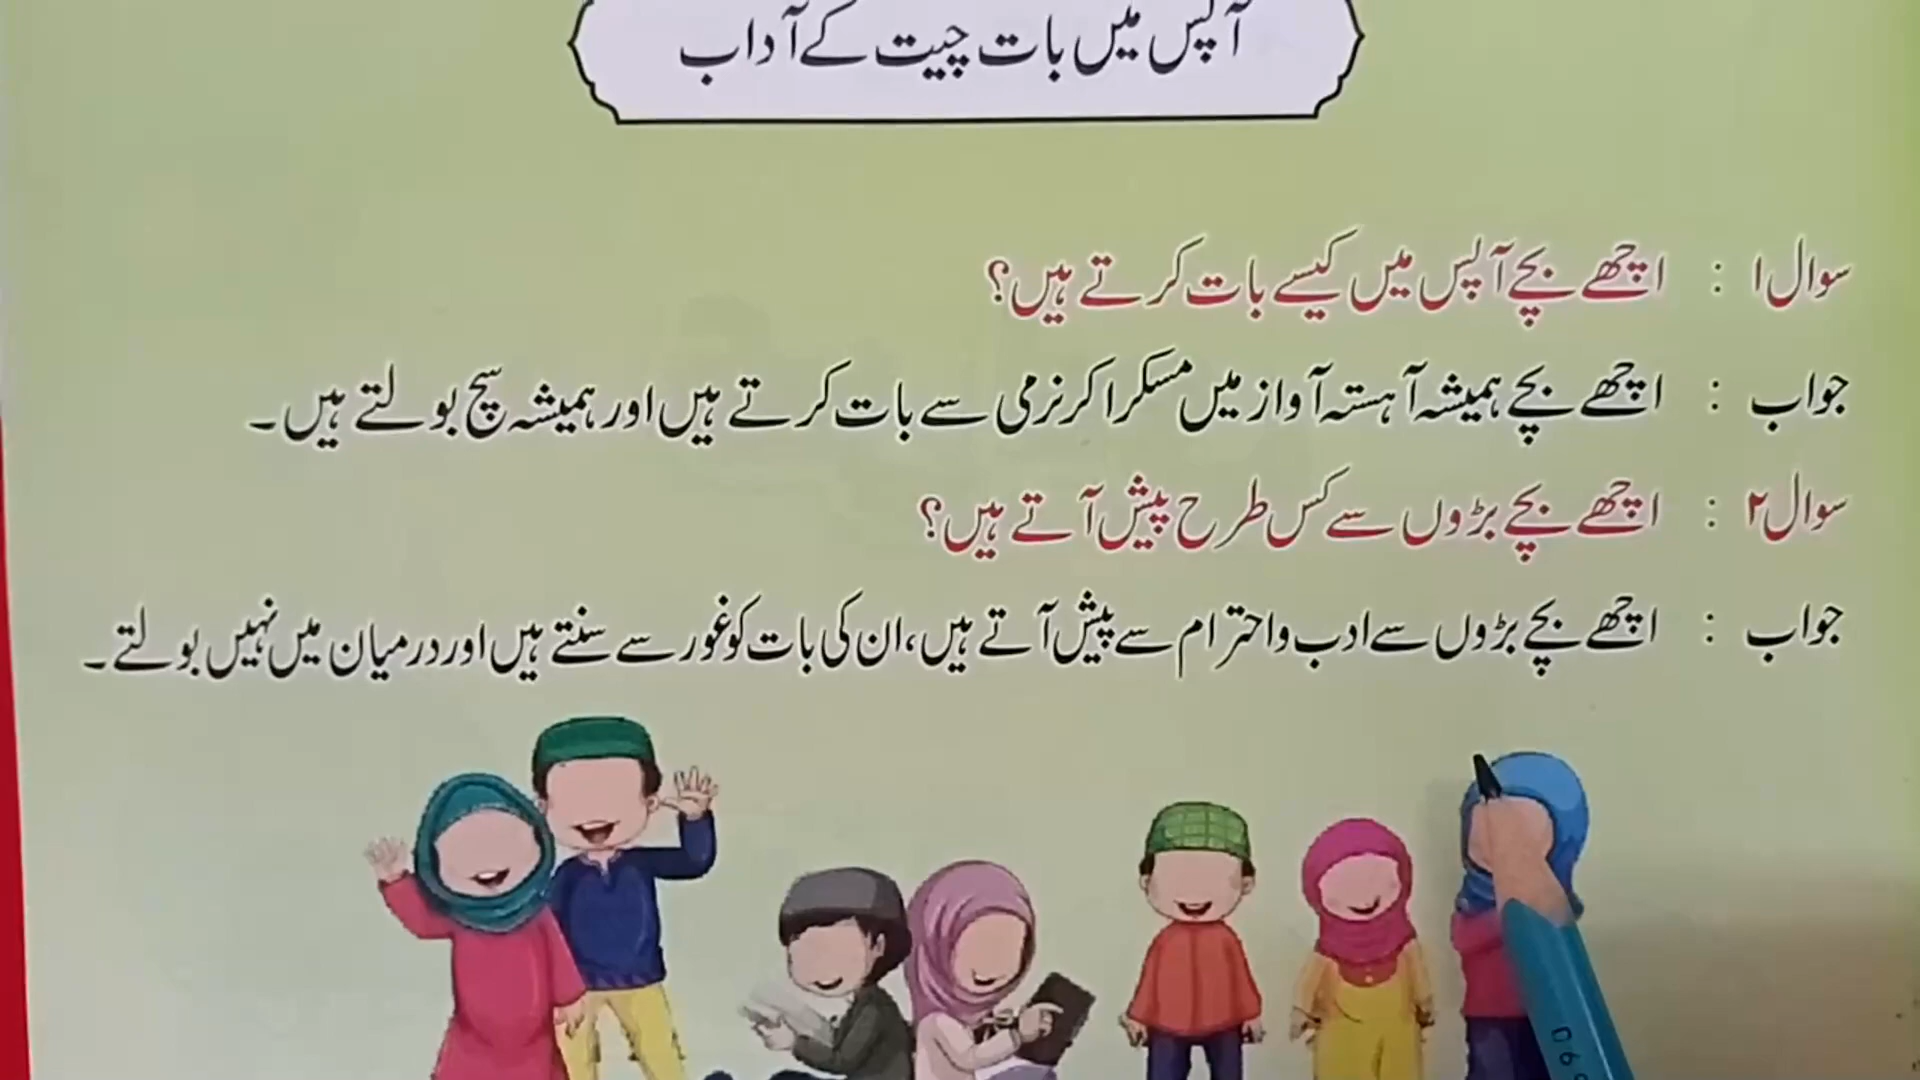 آپس میں بات چیت کے آداب
سوال ۱ : اچھے بچے آپس میں کیسے بات کرتے ہیں؟
جواب : اچھے بچے ہمیشہ آہستہ آواز میں مسکرا کر نرمی سے بات کرتے ہیں اور ہمیشہ سچ بولتے ہیں۔
سوال ۲ : اچھے بچے بڑوں سے کس طرح پیش آتے ہیں؟
جواب : اچھے بچے بڑوں سے ادب و احترام سے پیش آتے ہیں، ان کی بات کو غور سے سنتے ہیں اور درمیان میں نہیں بولتے۔